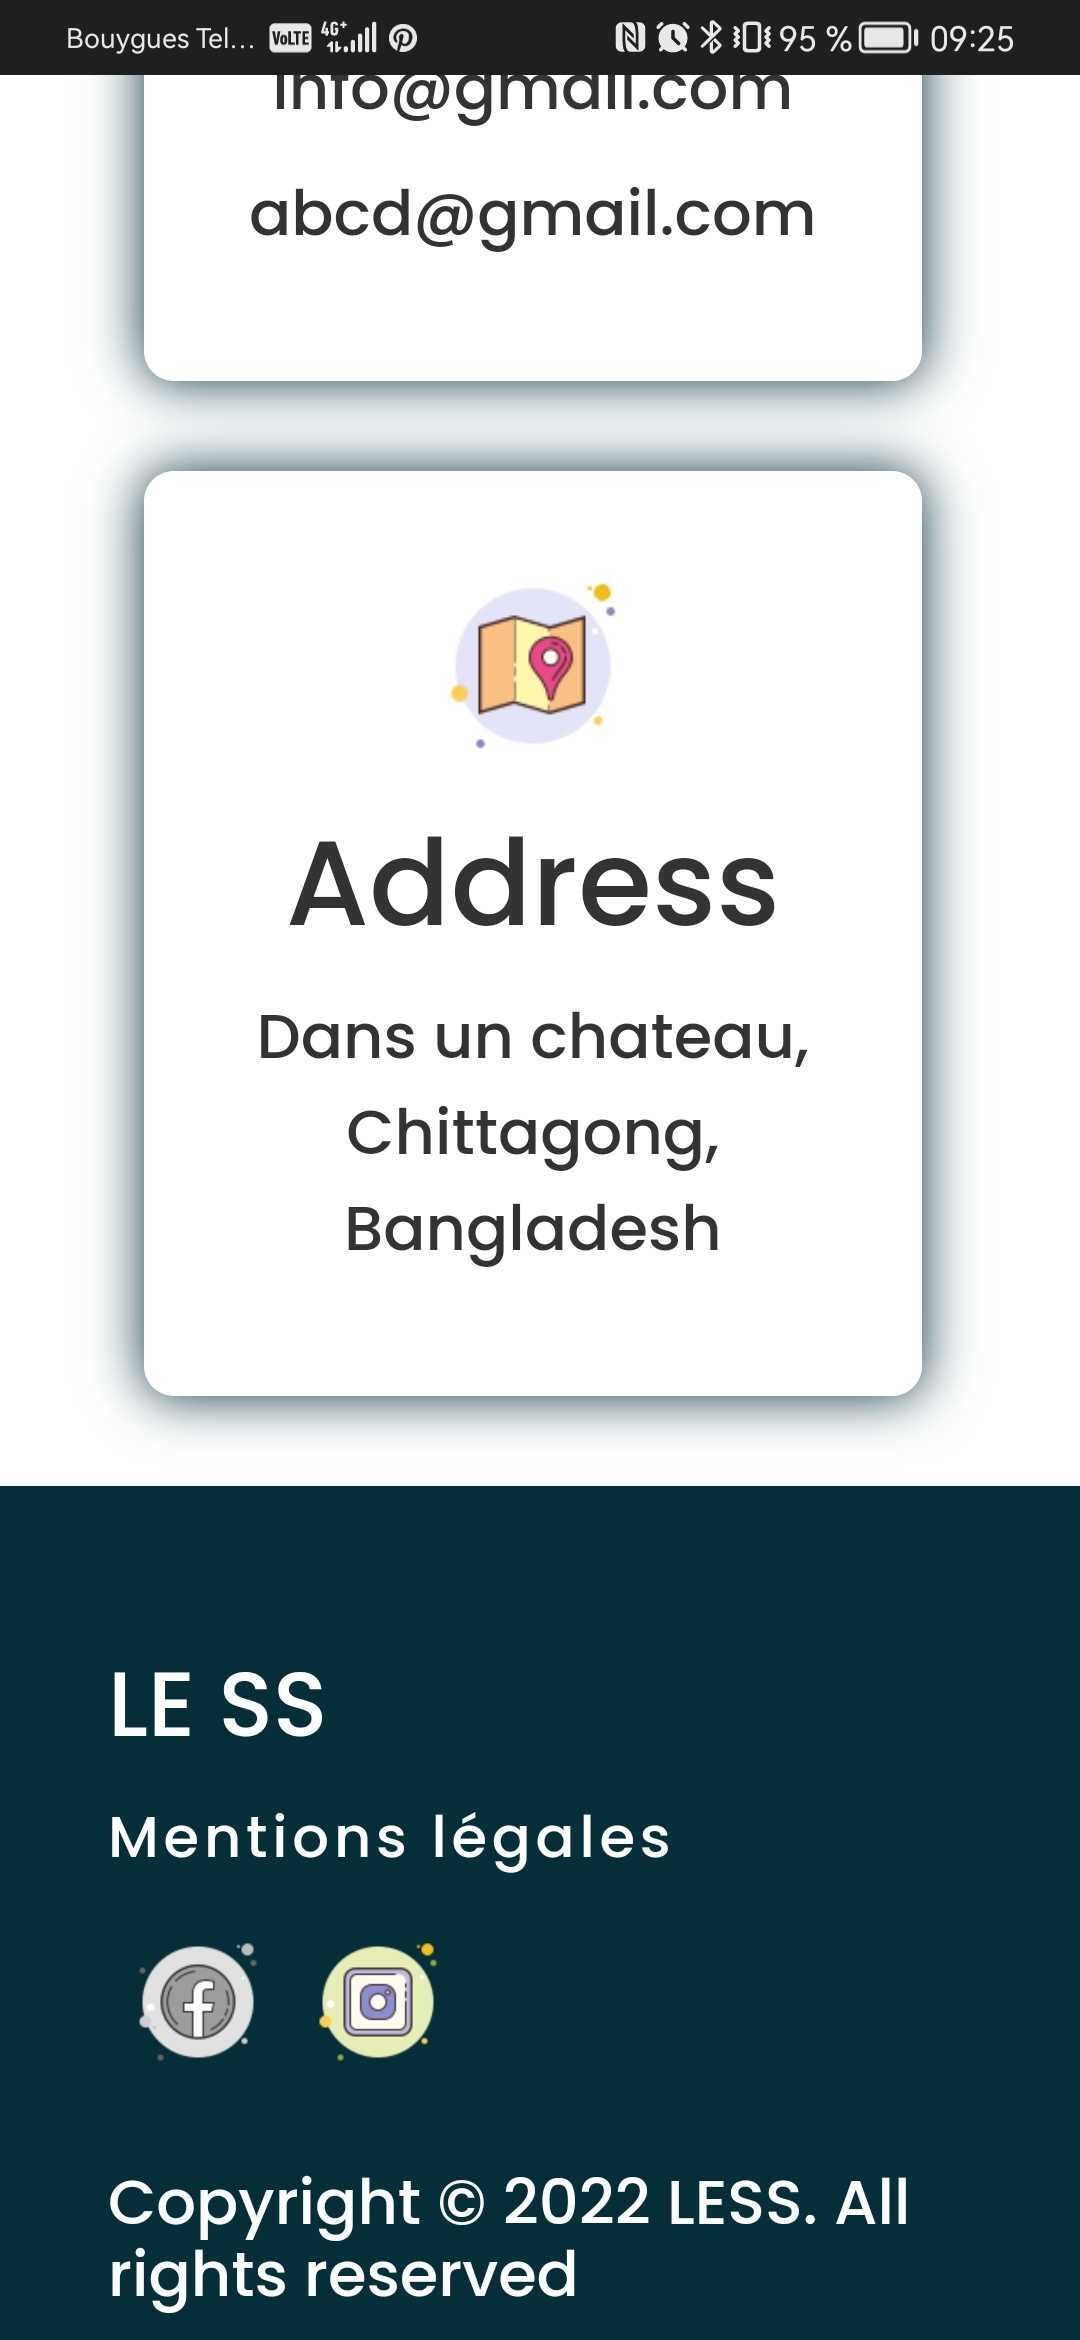 Bouygues Tel... VoLTE 4G+ 95 % 09:25
info@gmail.com
abcd@gmail.com
Address
Dans un chateau,
Chittagong,
Bangladesh
LE SS
Mentions légales
Copyright © 2022 LESS. All
rights reserved